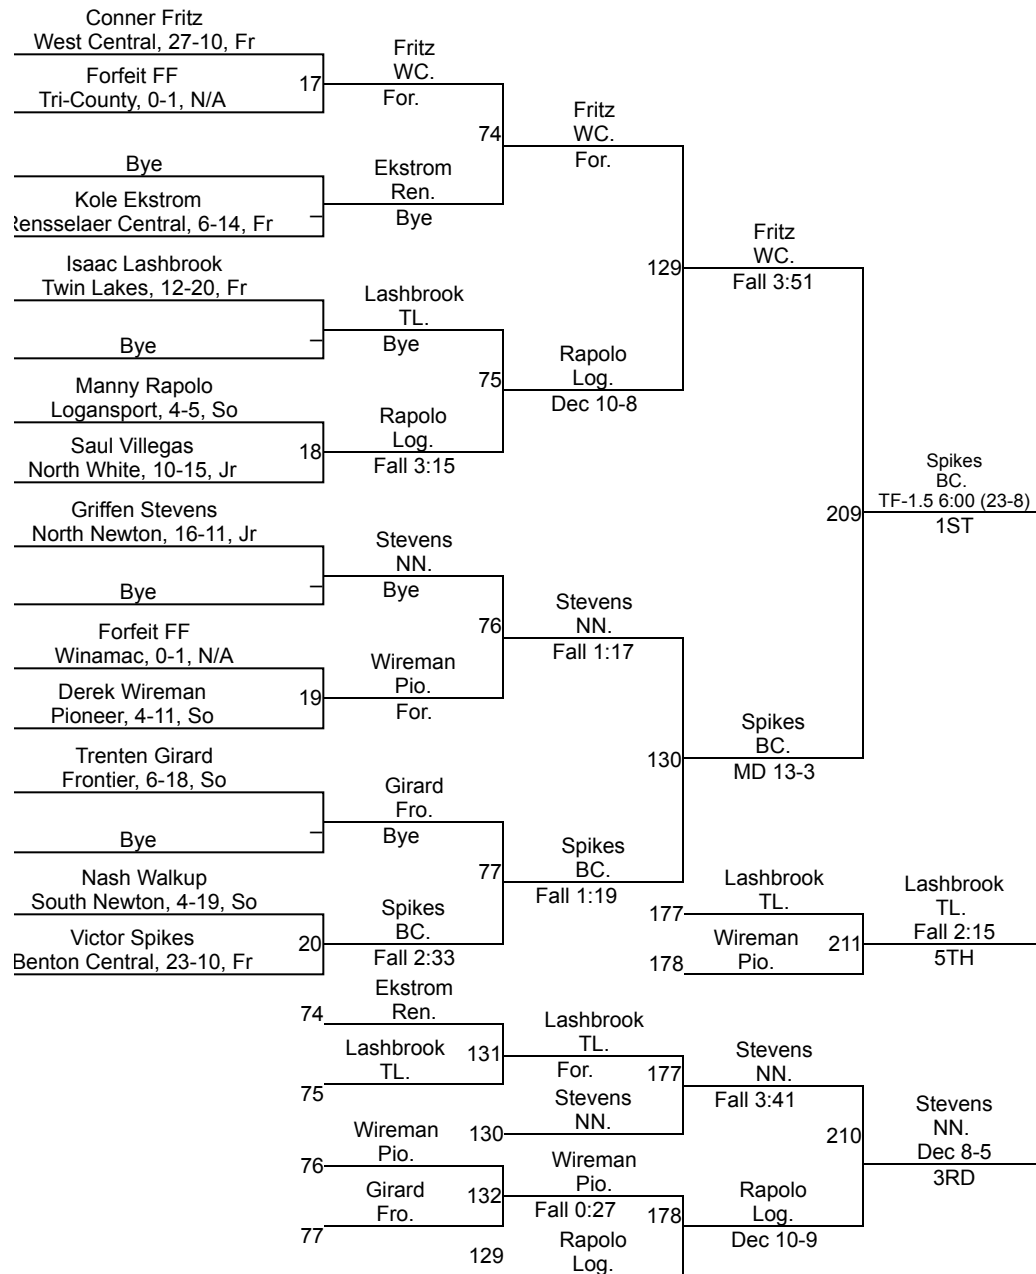 Conner Fritz
West Central, 27-10, Fr
Forfeit FF
Tri-County, 0-1, N/A
17
Fritz
WC.
For.
Bye
Kole Ekstrom
Rensselaer Central, 6-14, Fr
Ekstrom
Ren.
Bye
74
Fritz
WC.
For.
Isaac Lashbrook
Twin Lakes, 12-20, Fr
Bye
Lashbrook
TL.
Bye
Manny Rapolo
Logansport, 4-5, So
Saul Villegas
North White, 10-15, Jr
18
Rapolo
Log.
Fall 3:15
75
Rapolo
Log.
Dec 10-8
129
Fritz
WC.
Fall 3:51
Griffen Stevens
North Newton, 16-11, Jr
Bye
Stevens
NN.
Bye
Forfeit FF
Winamac, 0-1, N/A
Derek Wireman
Pioneer, 4-11, So
19
Wireman
Pio.
For.
76
Stevens
NN.
Fall 1:17
Trenten Girard
Frontier, 6-18, So
Bye
Girard
Fro.
Bye
Nash Walkup
South Newton, 4-19, So
Victor Spikes
Benton Central, 23-10, Fr
20
Spikes
BC.
Fall 2:33
77
Spikes
BC.
Fall 1:19
130
Spikes
BC.
MD 13-3
209
Spikes
BC.
TF-1.5 6:00 (23-8)
1ST
177
Lashbrook
TL.
178
Wireman
Pio.
211
Lashbrook
TL.
Fall 2:15
5TH
74
Ekstrom
Ren.
75
Lashbrook
TL.
131
Lashbrook
TL.
For.
130
Stevens
NN.
177
Stevens
NN.
Fall 3:41
76
Wireman
Pio.
77
Girard
Fro.
132
Wireman
Pio.
Fall 0:27
129
Rapolo
Log.
178
Rapolo
Log.
Dec 10-9
210
Stevens
NN.
Dec 8-5
3RD